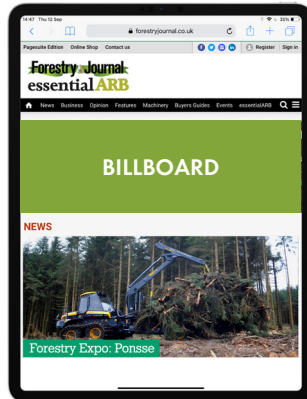 14:47 Thu 12 Sep
35%
forestryjournal.co.uk
Pagesuite Edition Online Shop Contact us
Register Sign in
Forestry Journal
essentialARB
News Business Opinion Features Machinery Buyers Guides Events essentialARB
BILLBOARD
NEWS
Forestry Expo: Ponsse